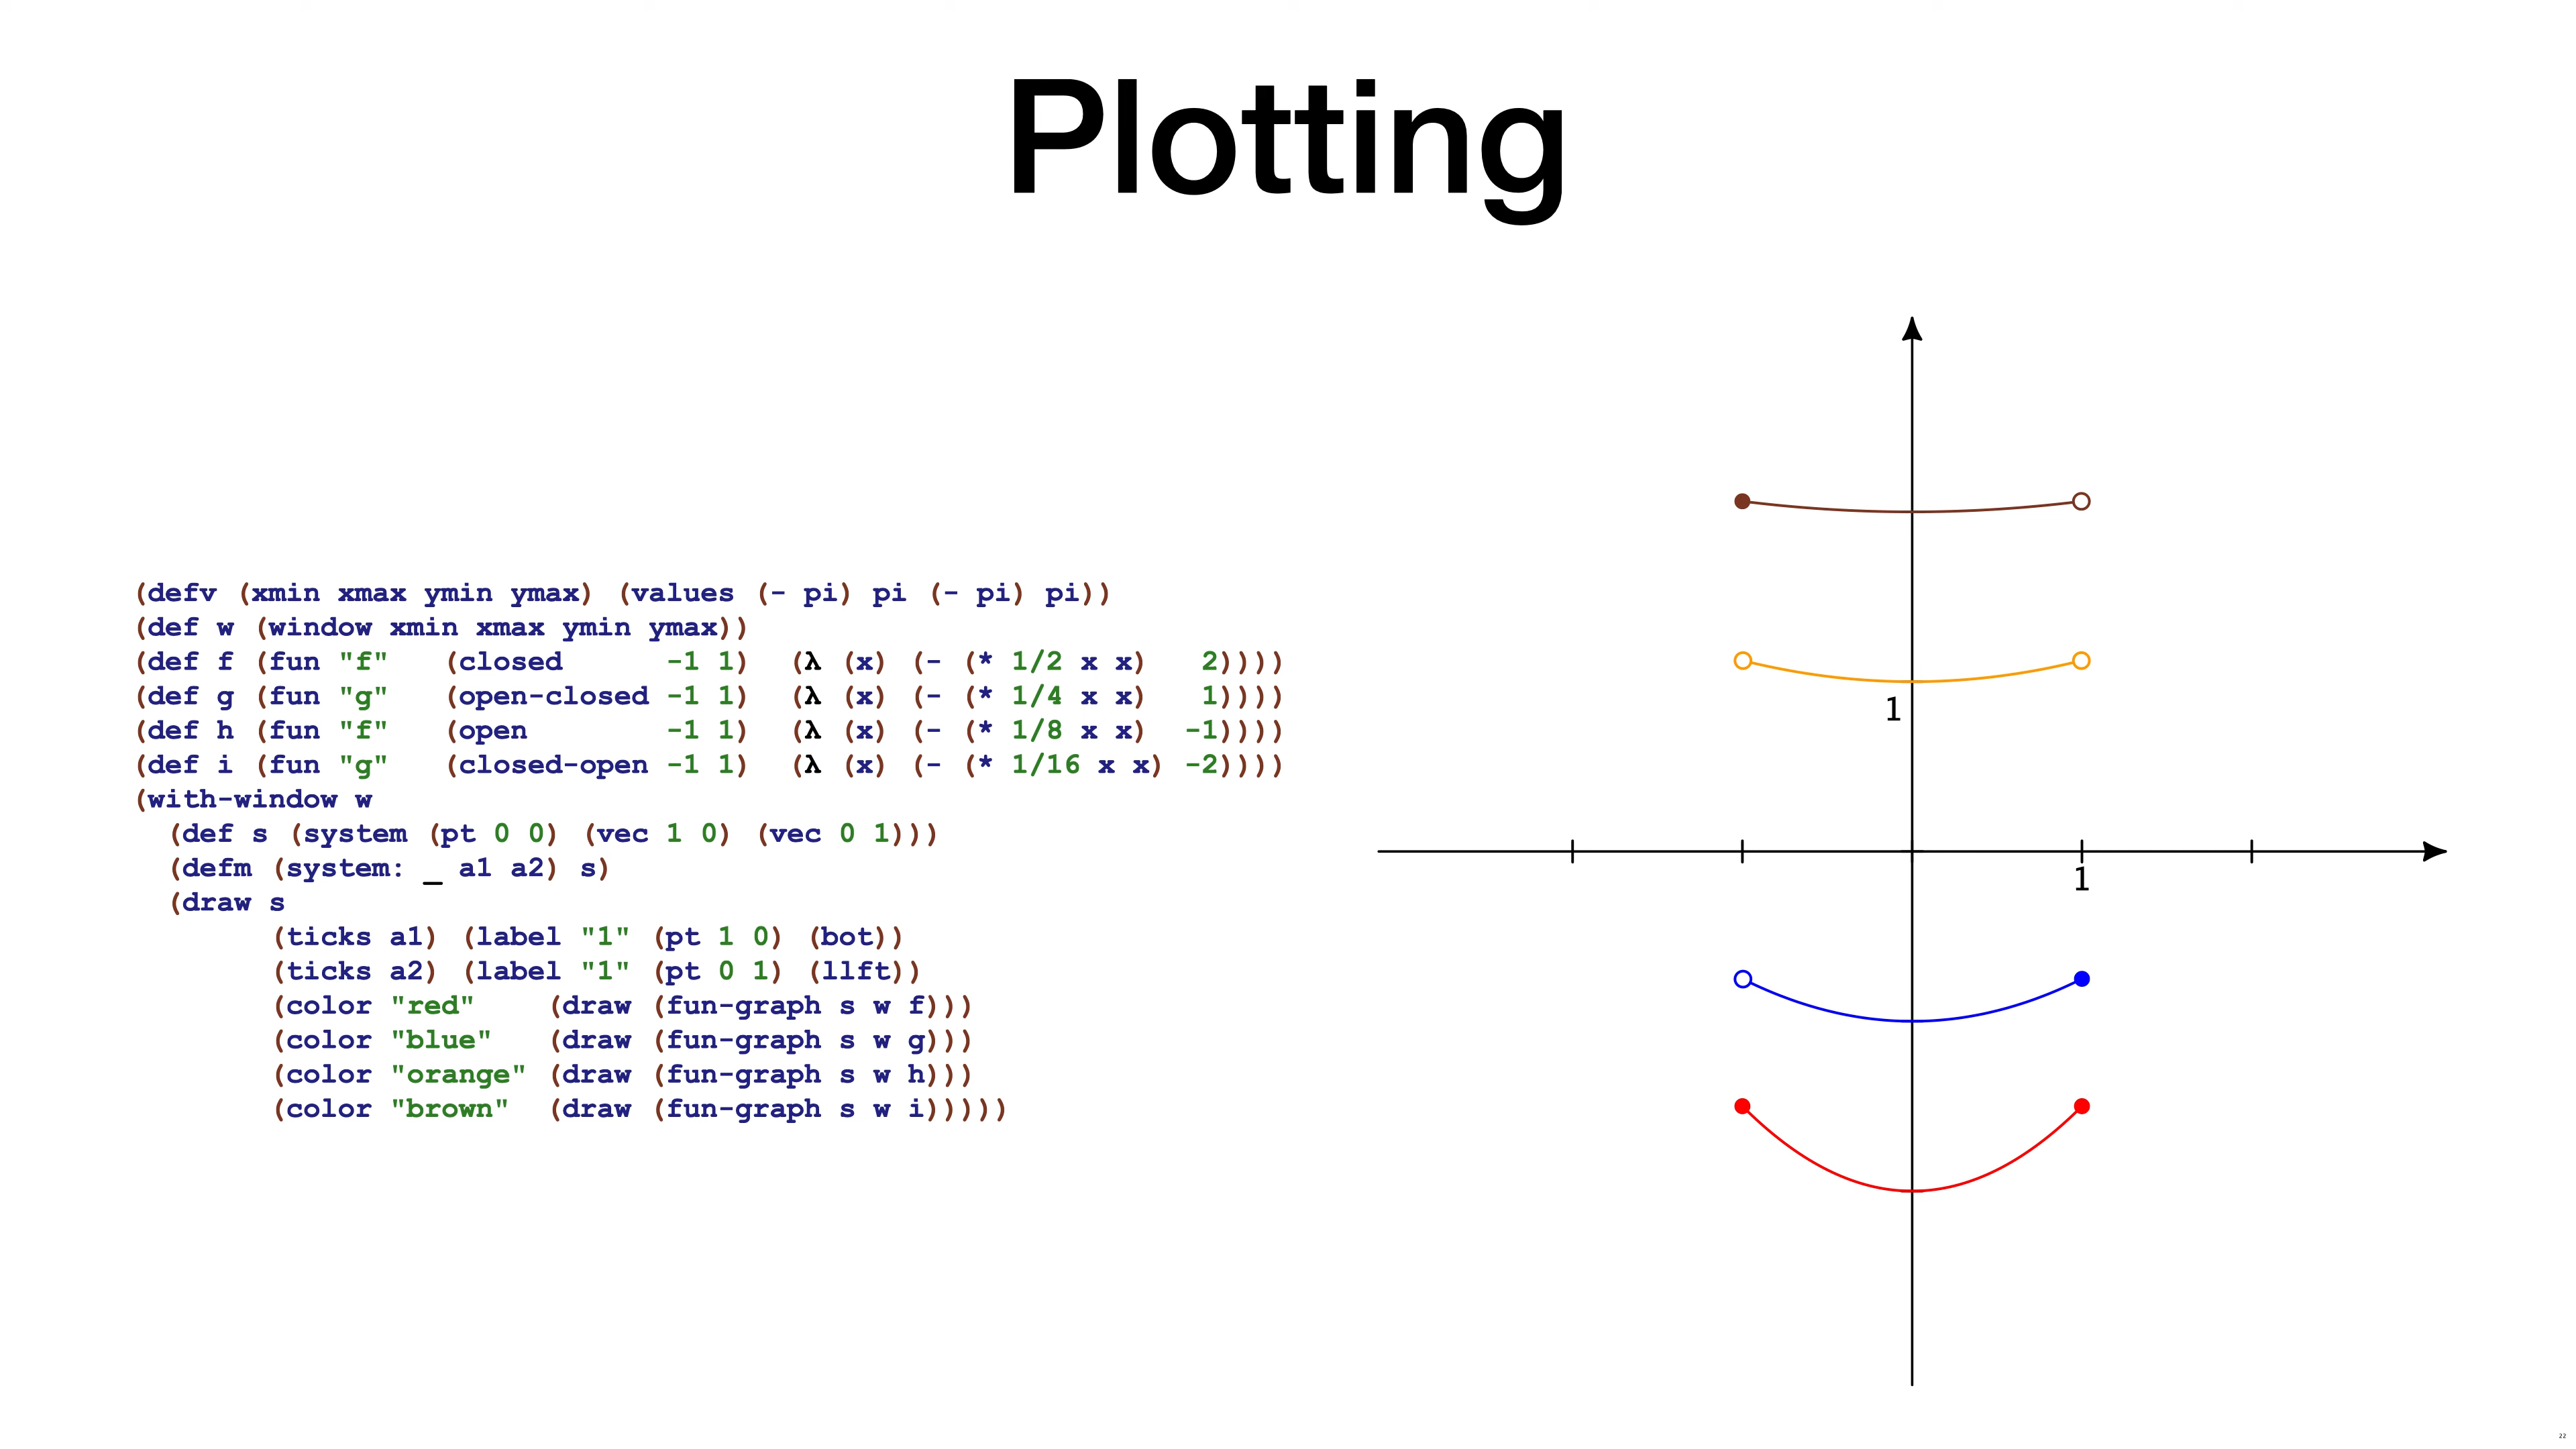 Plotting
(defv (xmin xmax ymin ymax) (values (- pi) pi (- pi) pi))
(def w (window xmin xmax ymin ymax))
(def f (fun "f"   (closed      -1 1)  (λ (x) (- (* 1/2 x x)   2))))
(def g (fun "g"   (open-closed -1 1)  (λ (x) (- (* 1/4 x x)   1))))
(def h (fun "f"   (open        -1 1)  (λ (x) (- (* 1/8 x x)  -1))))
(def i (fun "g"   (closed-open -1 1)  (λ (x) (- (* 1/16 x x) -2))))
(with-window w
  (def s (system (pt 0 0) (vec 1 0) (vec 0 1)))
  (defm (system: _ a1 a2) s)
  (draw s
        (ticks a1) (label "1" (pt 1 0) (bot))
        (ticks a2) (label "1" (pt 0 1) (llft))
        (color "red"    (draw (fun-graph s w f)))
        (color "blue"   (draw (fun-graph s w g)))
        (color "orange" (draw (fun-graph s w h)))
        (color "brown"  (draw (fun-graph s w i)))))
1
1
22